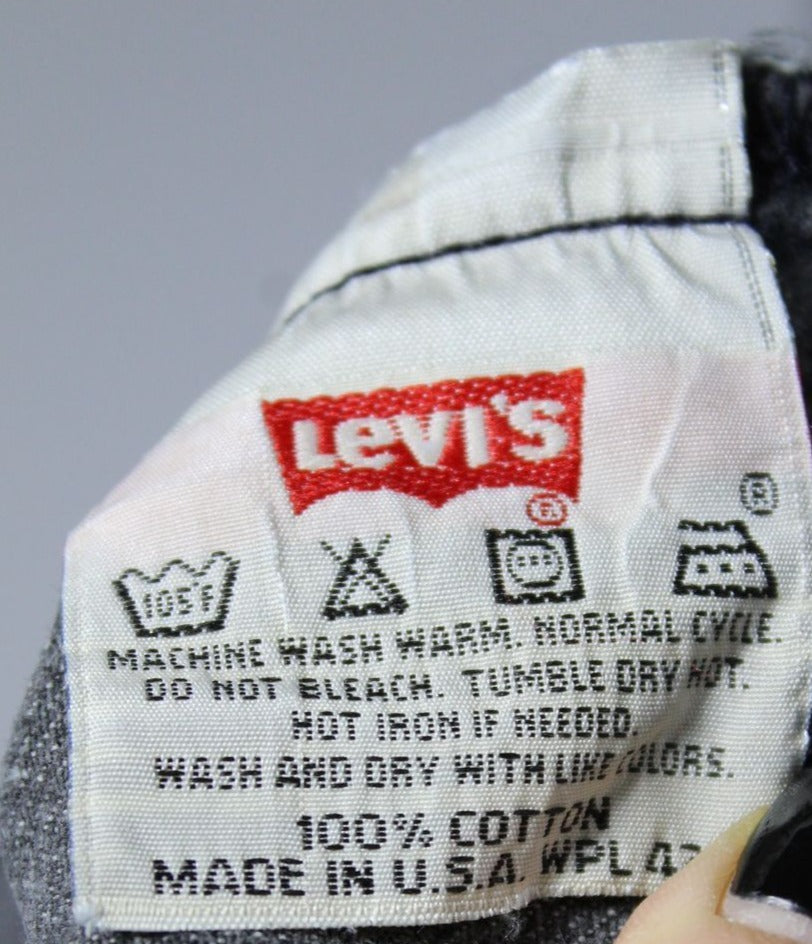 LEVI'S
®
®
105°F
MACHINE WASH WARM. NORMAL CYCLE.
DO NOT BLEACH. TUMBLE DRY HOT.
HOT IRON IF NEEDED.
WASH AND DRY WITH LIKE COLORS.
100% COTTON
MADE IN U.S.A. WPL 42